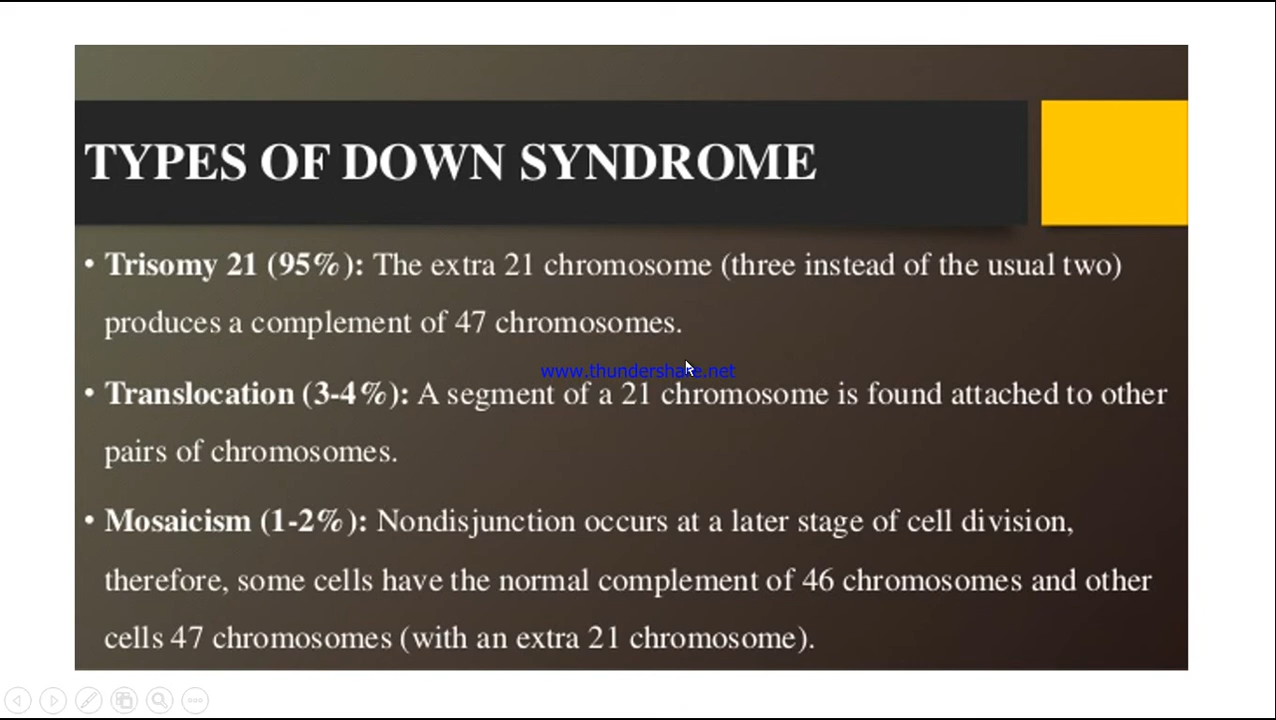 TYPES OF DOWN SYNDROME
• Trisomy 21 (95%): The extra 21 chromosome (three instead of the usual two)
produces a complement of 47 chromosomes.
www.thundershare.net
• Translocation (3-4%): A segment of a 21 chromosome is found attached to other
pairs of chromosomes.
• Mosaicism (1-2%): Nondisjunction occurs at a later stage of cell division,
therefore, some cells have the normal complement of 46 chromosomes and other
cells 47 chromosomes (with an extra 21 chromosome).